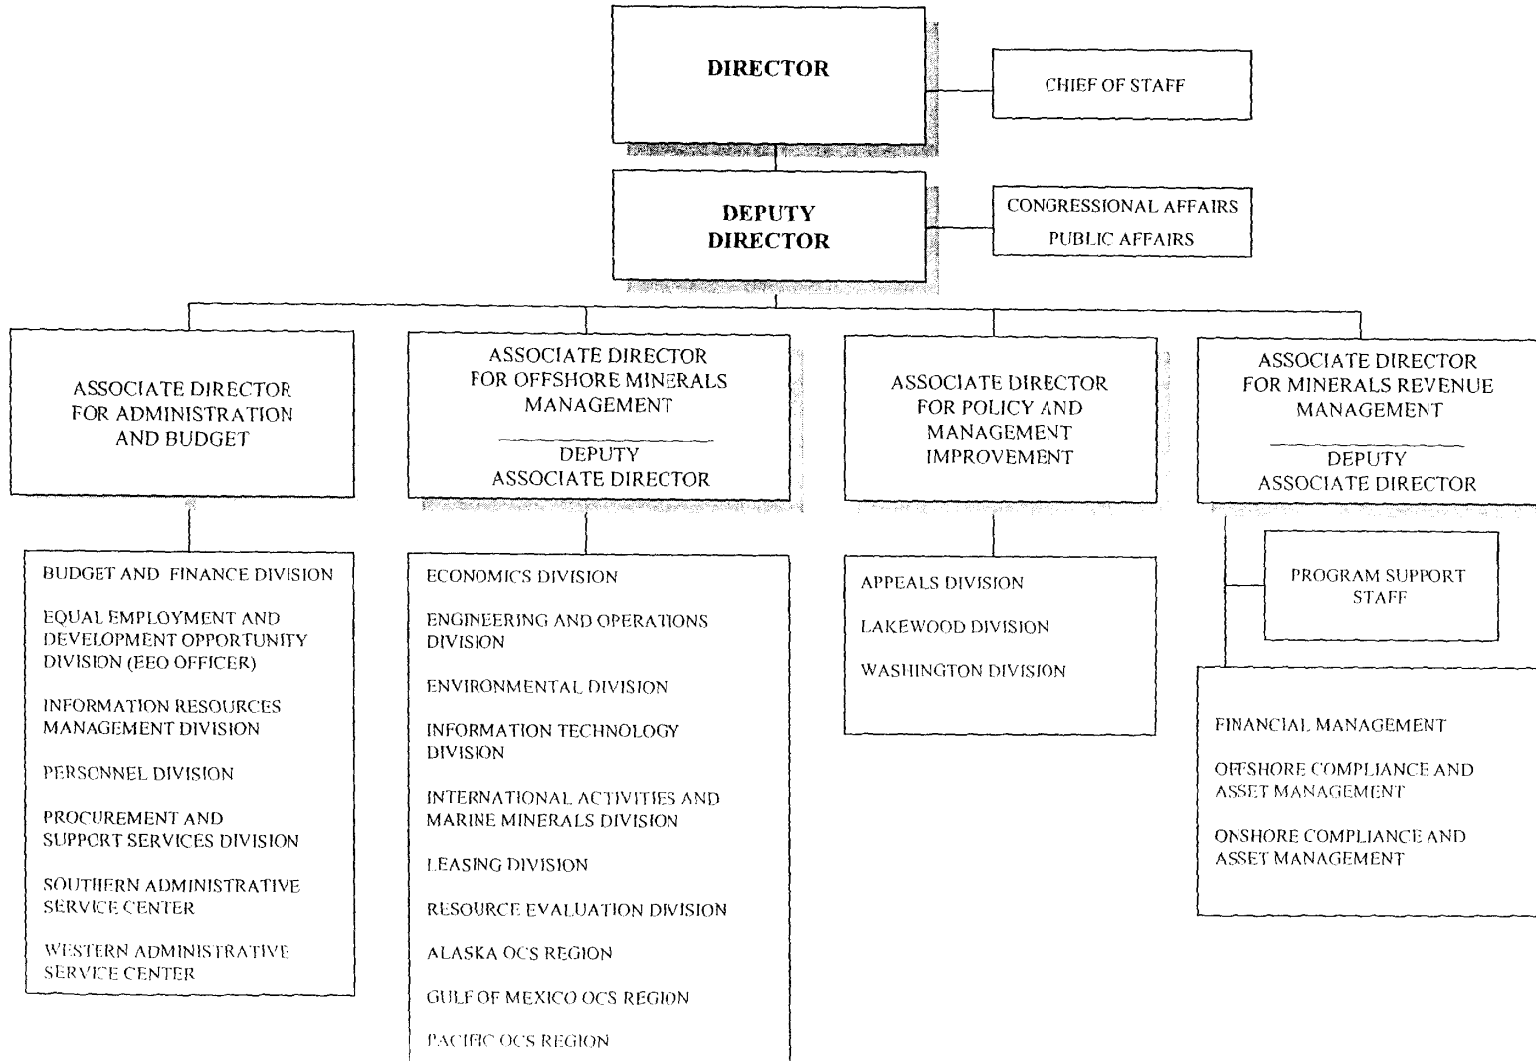 DIRECTOR
CHIEF OF STAFF
DEPUTY
DIRECTOR
CONGRESSIONAL AFFAIRS
PUBLIC AFFAIRS
ASSOCIATE DIRECTOR
FOR ADMINISTRATION
AND BUDGET
ASSOCIATE DIRECTOR
FOR OFFSHORE MINERALS
MANAGEMENT
DEPUTY
ASSOCIATE DIRECTOR
ASSOCIATE DIRECTOR
FOR POLICY AND
MANAGEMENT
IMPROVEMENT
ASSOCIATE DIRECTOR
FOR MINERALS REVENUE
MANAGEMENT
DEPUTY
ASSOCIATE DIRECTOR
BUDGET AND FINANCE DIVISION
EQUAL EMPLOYMENT AND
DEVELOPMENT OPPORTUNITY
DIVISION (EEO OFFICER)
INFORMATION RESOURCES
MANAGEMENT DIVISION
PERSONNEL DIVISION
PROCUREMENT AND
SUPPORT SERVICES DIVISION
SOUTHERN ADMINISTRATIVE
SERVICE CENTER
WESTERN ADMINISTRATIVE
SERVICE CENTER
ECONOMICS DIVISION
ENGINEERING AND OPERATIONS
DIVISION
ENVIRONMENTAL DIVISION
INFORMATION TECHNOLOGY
DIVISION
INTERNATIONAL ACTIVITIES AND
MARINE MINERALS DIVISION
LEASING DIVISION
RESOURCE EVALUATION DIVISION
ALASKA OCS REGION
GULF OF MEXICO OCS REGION
PACIFIC OCS REGION
APPEALS DIVISION
LAKEWOOD DIVISION
WASHINGTON DIVISION
PROGRAM SUPPORT
STAFF
FINANCIAL MANAGEMENT
OFFSHORE COMPLIANCE AND
ASSET MANAGEMENT
ONSHORE COMPLIANCE AND
ASSET MANAGEMENT